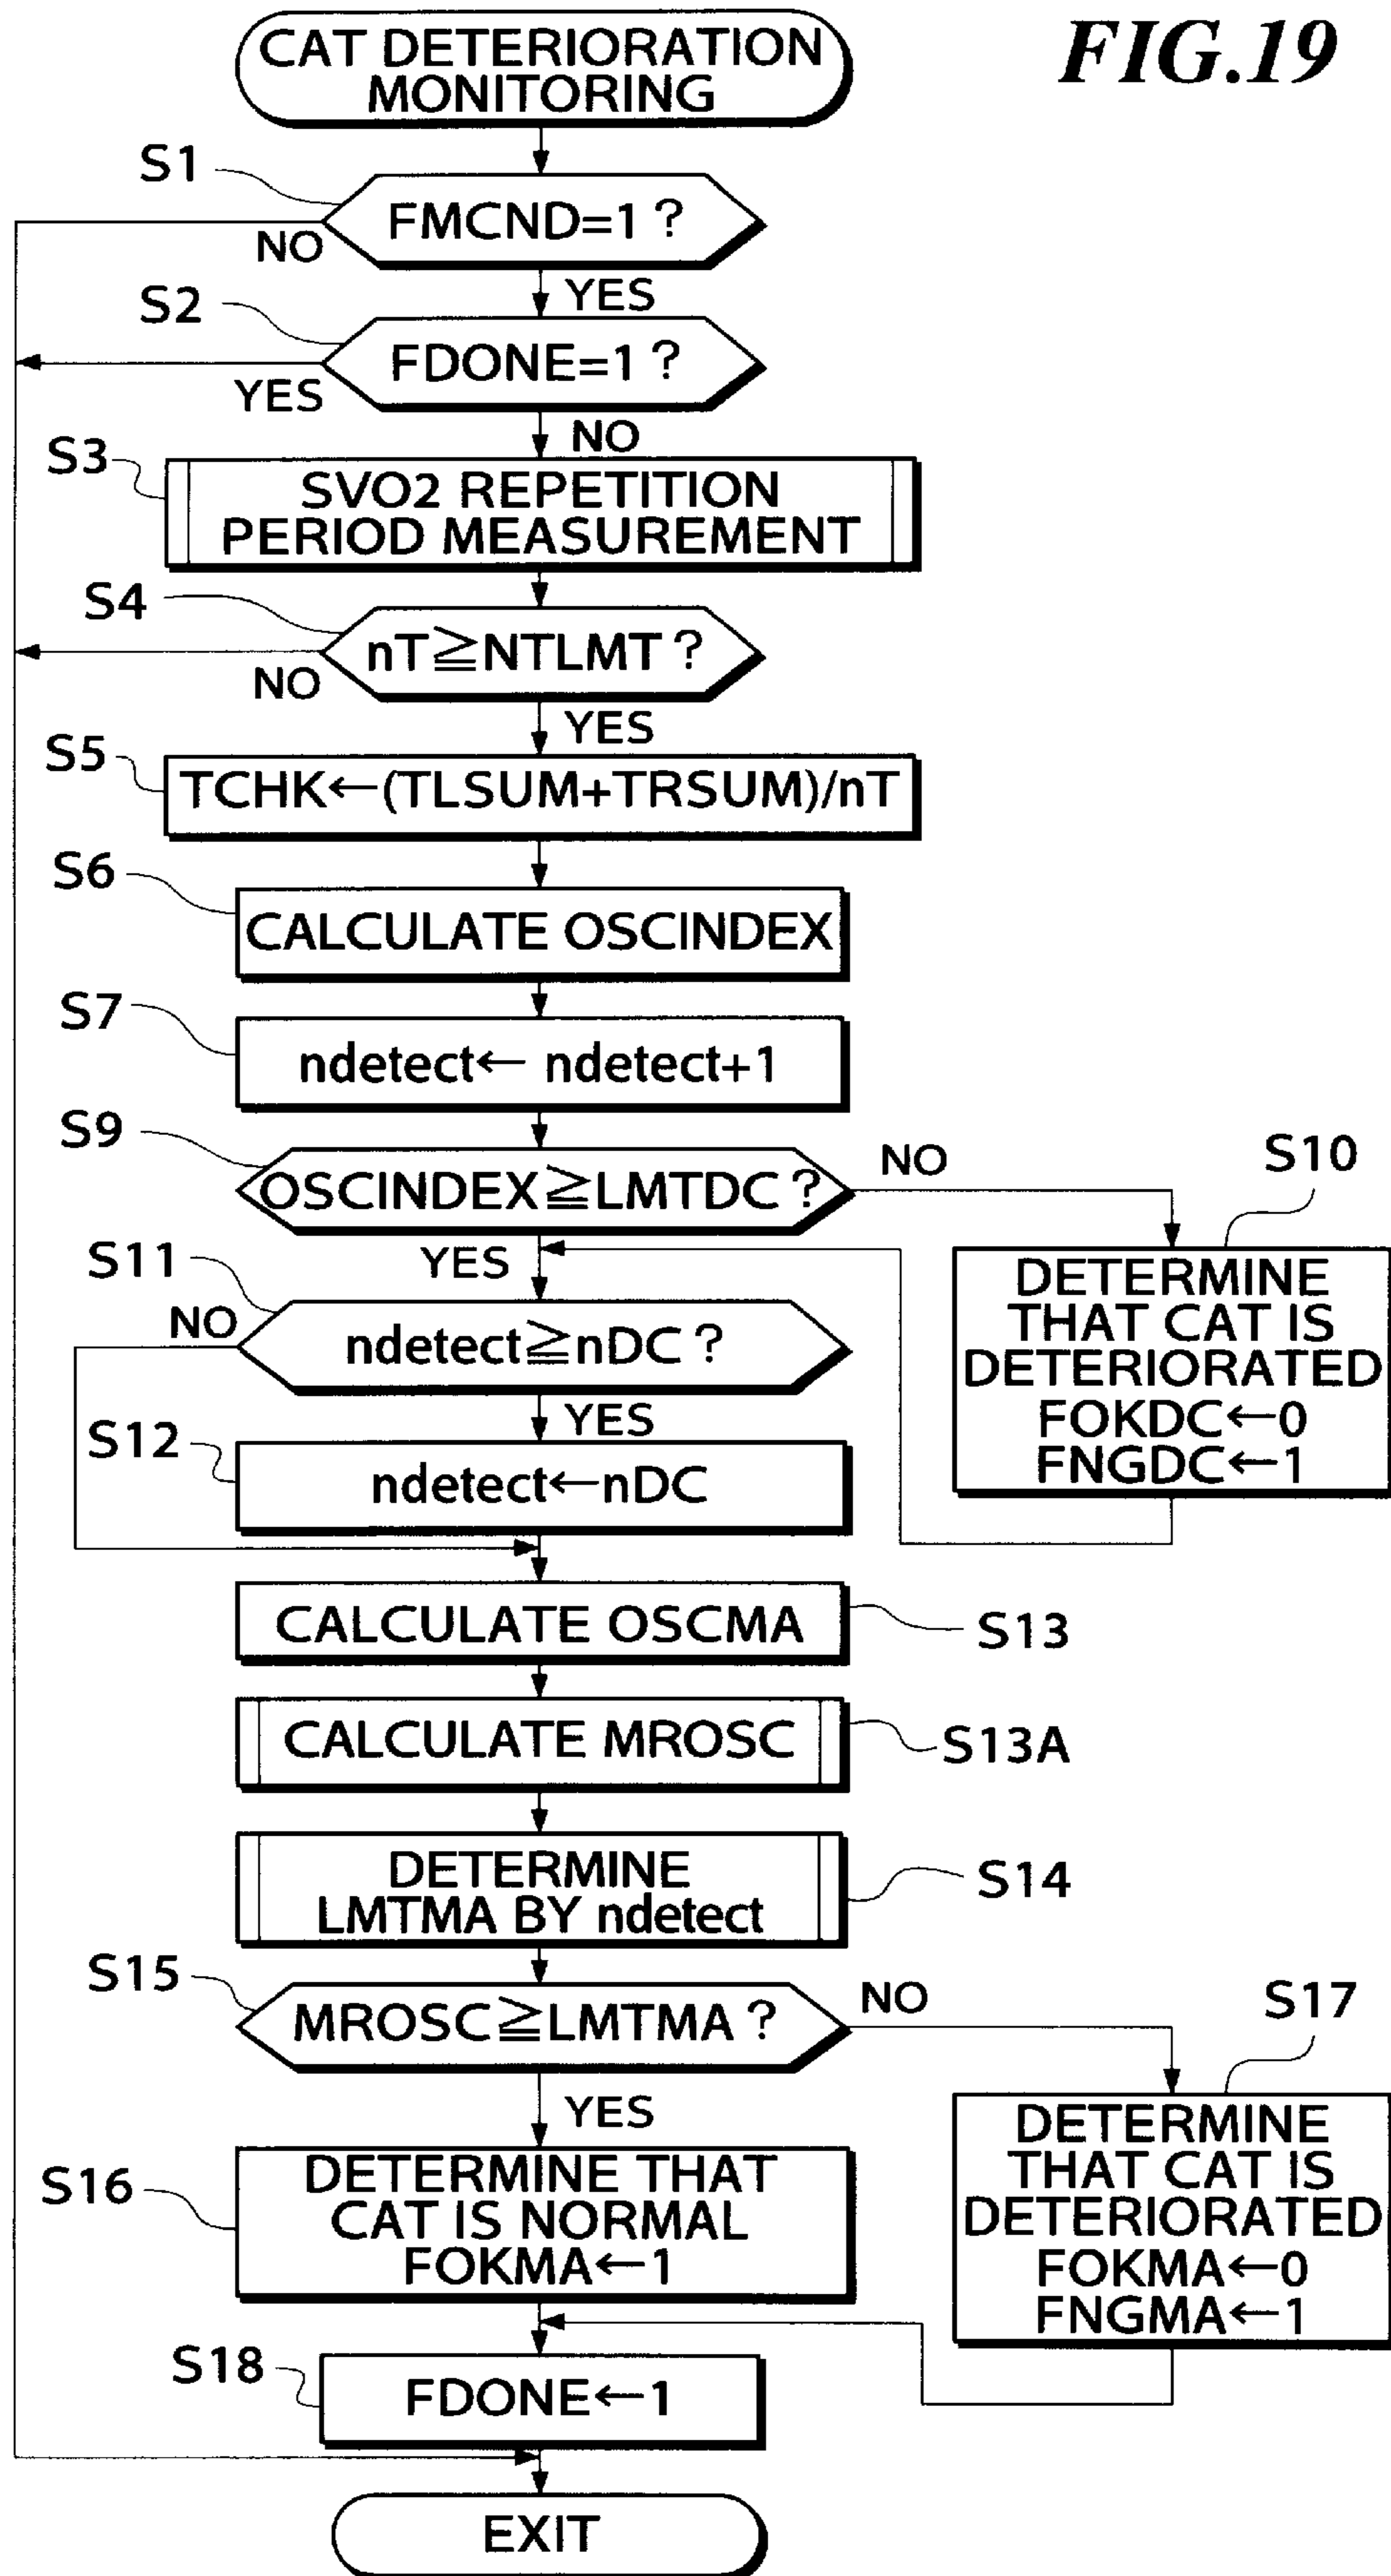 FIG.19
CAT DETERIORATION
MONITORING
S1
FMCND=1 ?
NO
YES
S2
FDONE=1 ?
YES
NO
S3
SVO2 REPETITION
PERIOD MEASUREMENT
S4
nT≧NTLMT ?
NO
YES
S5
TCHK←(TLSUM+TRSUM)/nT
S6
CALCULATE OSCINDEX
S7
ndetect← ndetect+1
S9
OSCINDEX≧LMTDC ?
NO
S10
YES
DETERMINE
THAT CAT IS
DETERIORATED
FOKDC←0
FNGDC←1
S11
NO
ndetect≧nDC ?
YES
S12
ndetect←nDC
CALCULATE OSCMA
S13
CALCULATE MROSC
S13A
DETERMINE
LMTMA BY ndetect
S14
S15
MROSC≧LMTMA ?
NO
S17
YES
DETERMINE
THAT CAT IS
DETERIORATED
FOKMA←0
FNGMA←1
S16
DETERMINE THAT
CAT IS NORMAL
FOKMA←1
S18
FDONE←1
EXIT